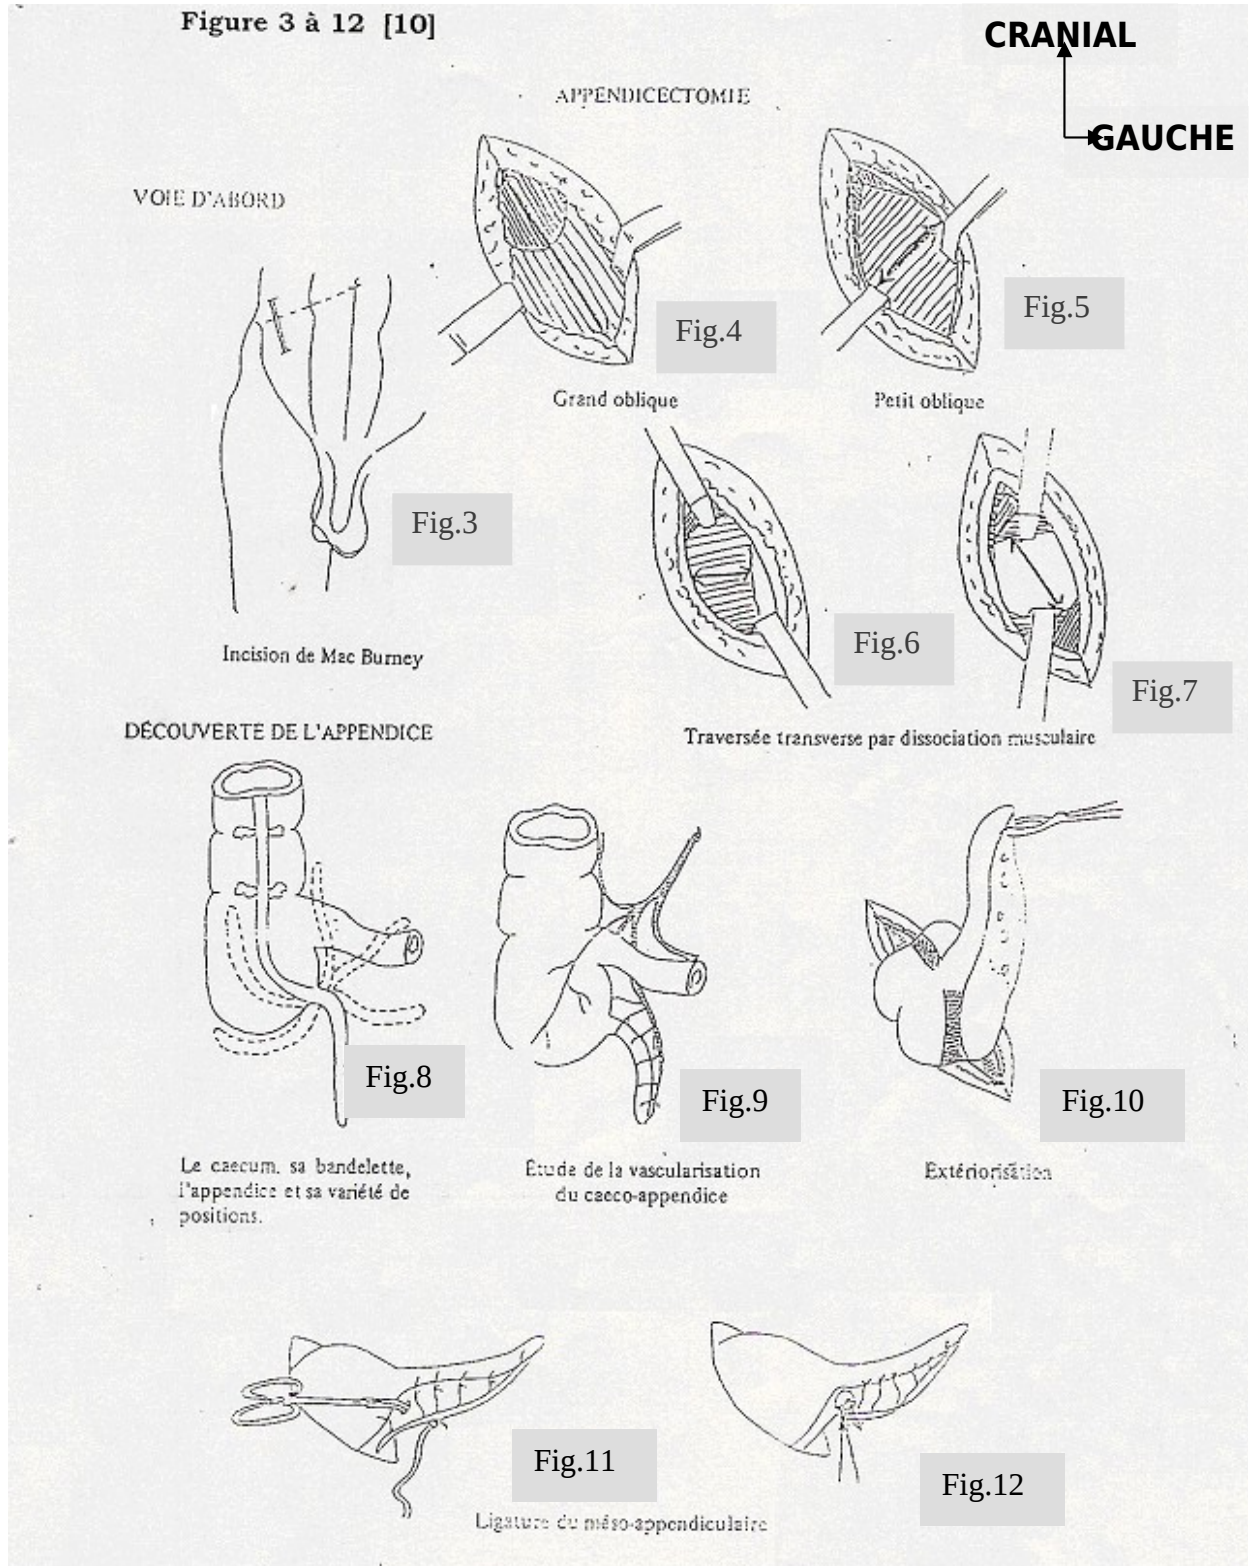 Figure 3 à 12 [10]
CRANIAL
GAUCHE
APPENDICECTOMIE
VOIE D'ABORD
Fig.4
Fig.5
Grand oblique
Petit oblique
Fig.3
Fig.6
Fig.7
Incision de Mac Burney
Traversée transverse par dissociation musculaire
DÉCOUVERTE DE L'APPENDICE
Fig.8
Fig.9
Fig.10
Le caecum, sa bandelette,
l'appendice et sa variété de
positions.
Étude de la vascularisation
du caeco-appendice
Extériorisation
Fig.11
Fig.12
Ligature du méso-appendiculaire